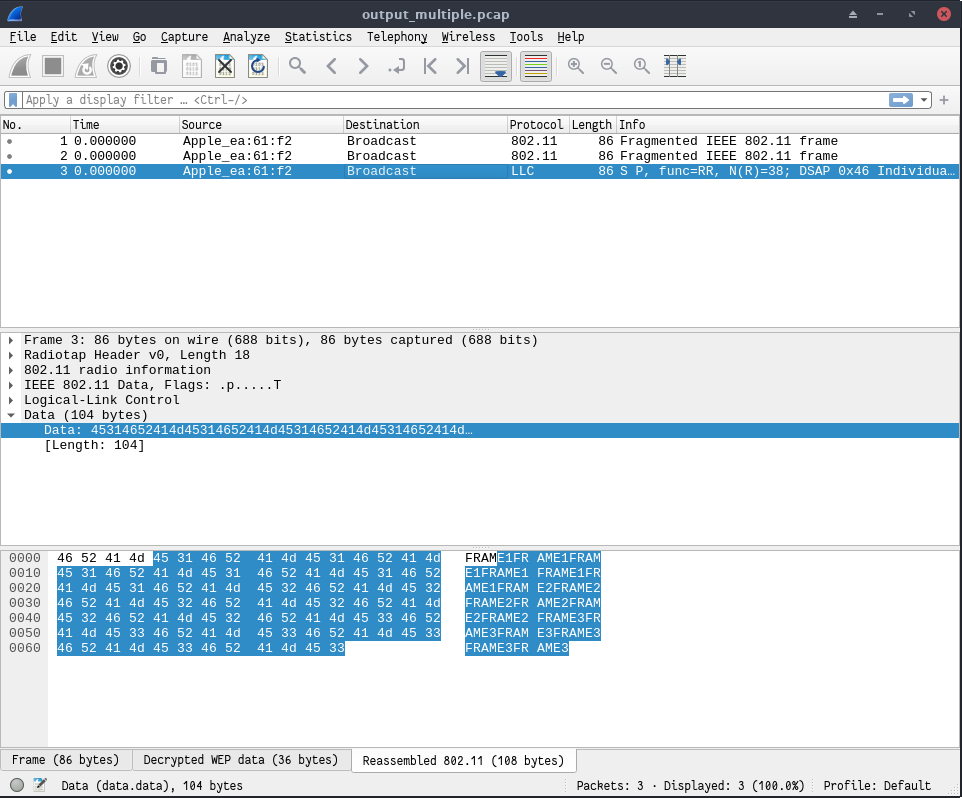 output_multiple.pcap
File Edit View Go Capture Analyze Statistics Telephony Wireless Tools Help
Apply a display filter … <Ctrl-/>
No. Time Source Destination Protocol Length Info
1 0.000000 Apple_ea:61:f2 Broadcast 802.11 86 Fragmented IEEE 802.11 frame
2 0.000000 Apple_ea:61:f2 Broadcast 802.11 86 Fragmented IEEE 802.11 frame
3 0.000000 Apple_ea:61:f2 Broadcast LLC 86 S P, func=RR, N(R)=38; DSAP 0x46 Individua…
Frame 3: 86 bytes on wire (688 bits), 86 bytes captured (688 bits)
Radiotap Header v0, Length 18
802.11 radio information
IEEE 802.11 Data, Flags: .p.....T
Logical-Link Control
Data (104 bytes)
Data: 45314652414d45314652414d45314652414d45314652414d…
[Length: 104]
0000 46 52 41 4d 45 31 46 52 41 4d 45 31 46 52 41 4d FRAME1FR AME1FRAM
0010 45 31 46 52 41 4d 45 31 46 52 41 4d 45 31 46 52 E1FRAME1 FRAME1FR
0020 41 4d 45 31 46 52 41 4d 45 32 46 52 41 4d 45 32 AME1FRAM E2FRAME2
0030 46 52 41 4d 45 32 46 52 41 4d 45 32 46 52 41 4d FRAME2FR AME2FRAM
0040 45 32 46 52 41 4d 45 32 46 52 41 4d 45 33 46 52 E2FRAME2 FRAME3FR
0050 41 4d 45 33 46 52 41 4d 45 33 46 52 41 4d 45 33 AME3FRAM E3FRAME3
0060 46 52 41 4d 45 33 46 52 41 4d 45 33 FRAME3FR AME3
Frame (86 bytes) Decrypted WEP data (36 bytes) Reassembled 802.11 (108 bytes)
Data (data.data), 104 bytes Packets: 3 · Displayed: 3 (100.0%) Profile: Default